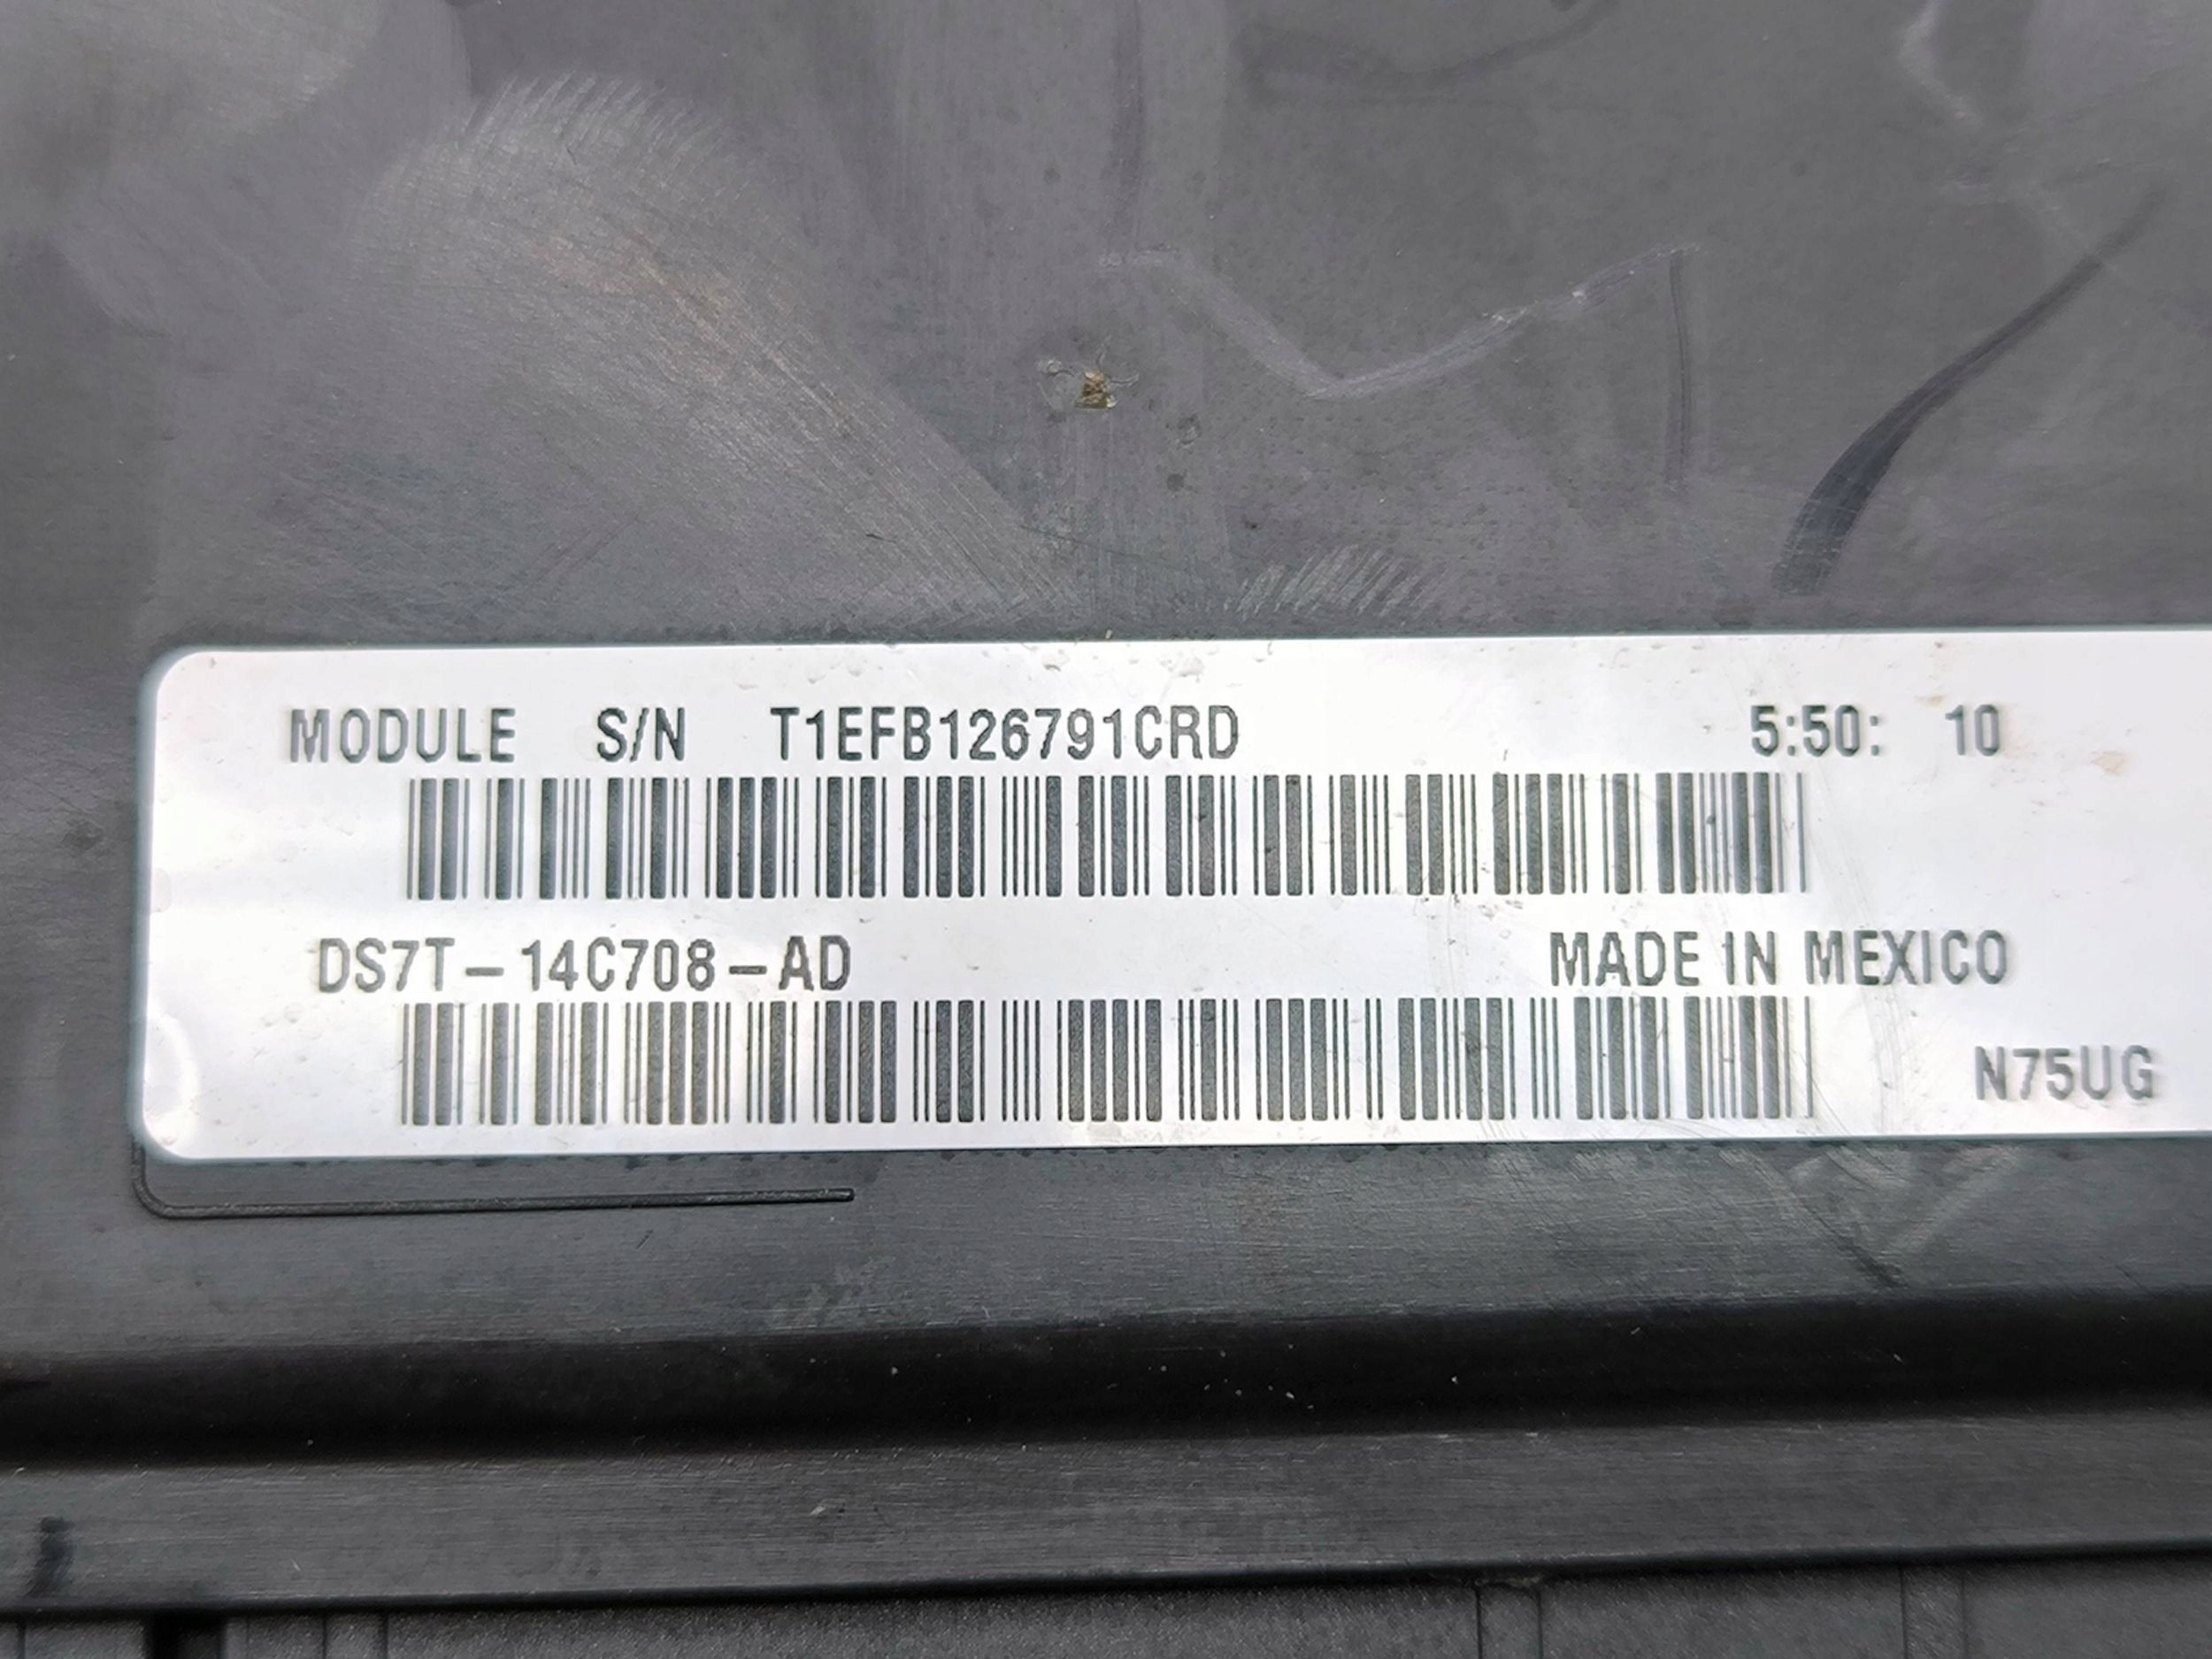 MODULE S/N T1EFB126791CRD 5:50: 10
DS7T-14C708-AD MADE IN MEXICO
N75UG